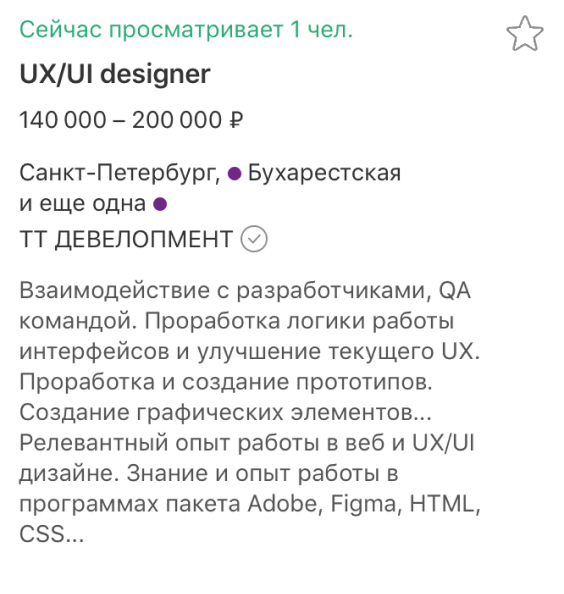 Сейчас просматривает 1 чел.
UX/UI designer
140 000 – 200 000 ₽
Санкт-Петербург, Бухарестская
и еще одна
ТТ ДЕВЕЛОПМЕНТ
Взаимодействие с разработчиками, QA
командой. Проработка логики работы
интерфейсов и улучшение текущего UX.
Проработка и создание прототипов.
Создание графических элементов...
Релевантный опыт работы в веб и UX/UI
дизайне. Знание и опыт работы в
программах пакета Adobe, Figma, HTML,
CSS...